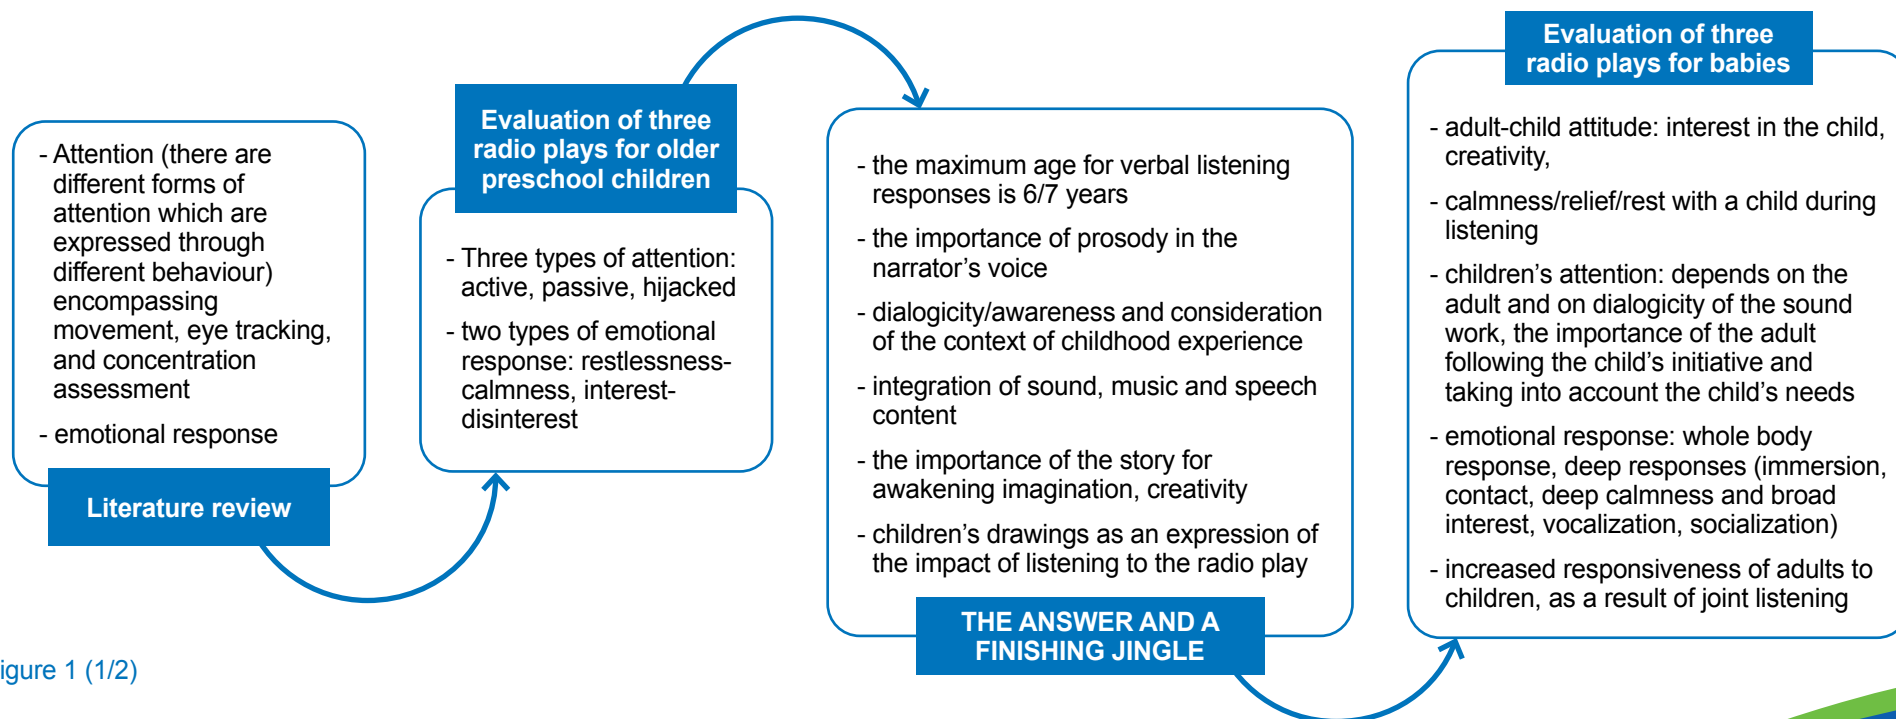 - Attention (there are
different forms of
attention which are
expressed through
different behaviour)
encompassing
movement, eye tracking,
and concentration
assessment
- emotional response
Literature review
Evaluation of three
radio plays for older
preschool children
- Three types of attention:
active, passive, hijacked
- two types of emotional
response: restlessness-
calmness, interest-
disinterest
- the maximum age for verbal listening
responses is 6/7 years
- the importance of prosody in the
narrator’s voice
- dialogicity/awareness and consideration
of the context of childhood experience
- integration of sound, music and speech
content
- the importance of the story for
awakening imagination, creativity
- children’s drawings as an expression of
the impact of listening to the radio play
THE ANSWER AND A
FINISHING JINGLE
Evaluation of three
radio plays for babies
- adult-child attitude: interest in the child,
creativity,
- calmness/relief/rest with a child during
listening
- children’s attention: depends on the
adult and on dialogicity of the sound
work, the importance of the adult
following the child’s initiative and
taking into account the child’s needs
- emotional response: whole body
response, deep responses (immersion,
contact, deep calmness and broad
interest, vocalization, socialization)
- increased responsiveness of adults to
children, as a result of joint listening
igure 1 (1/2)